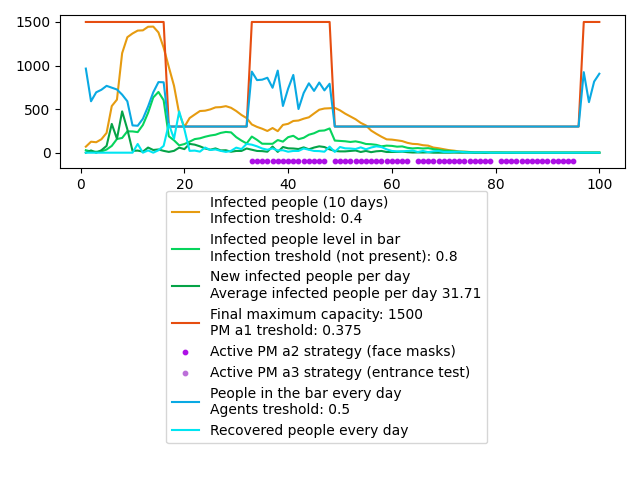 1500
1000
500
0
0 20 40 60 80 100
Infected people (10 days)
Infection treshold: 0.4
Infected people level in bar
Infection treshold (not present): 0.8
New infected people per day
Average infected people per day 31.71
Final maximum capacity: 1500
PM a1 treshold: 0.375
Active PM a2 strategy (face masks)
Active PM a3 strategy (entrance test)
People in the bar every day
Agents treshold: 0.5
Recovered people every day